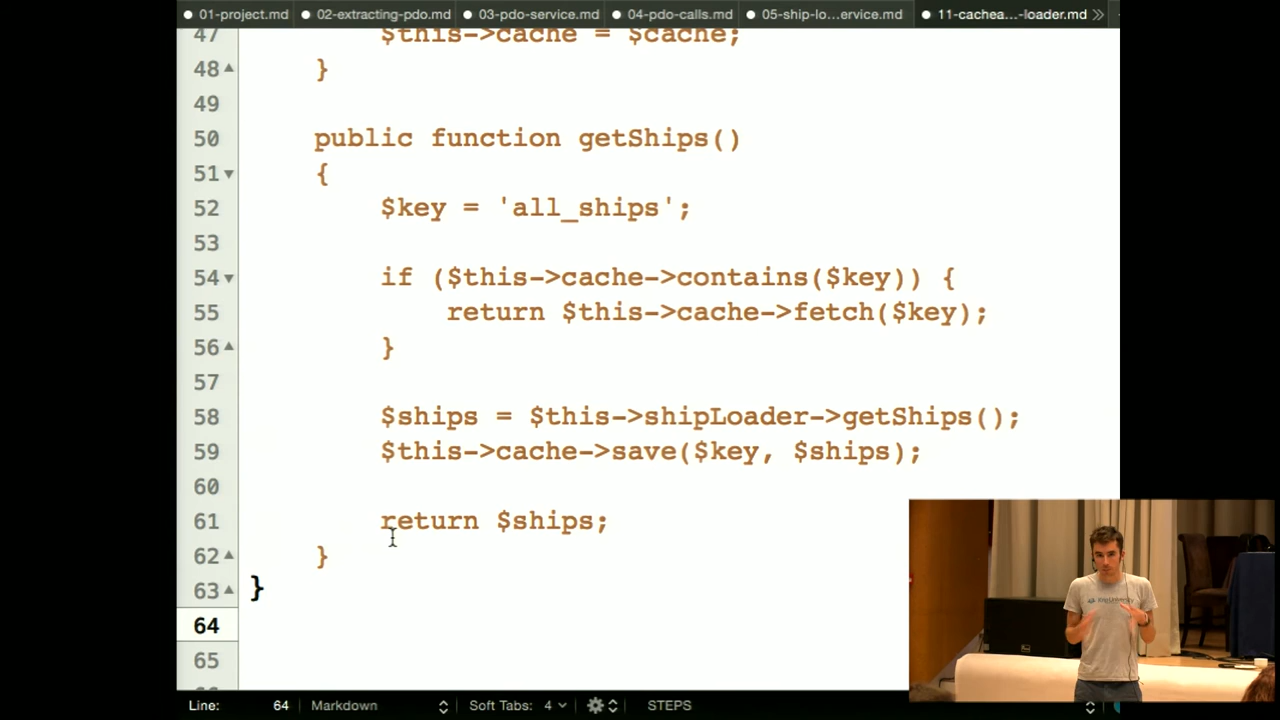 01-project.md
02-extracting-pdo.md
03-pdo-service.md
04-pdo-calls.md
05-ship-lo...ervice.md
11-cachea...-loader.md
47 $this->cache = $cache;
48 }
49
50 public function getShips()
51 {
52 $key = 'all_ships';
53
54 if ($this->cache->contains($key)) {
55 return $this->cache->fetch($key);
56 }
57
58 $ships = $this->shipLoader->getShips();
59 $this->cache->save($key, $ships);
60
61 return $ships;
62 }
63 }
64
65
Line: 64 Markdown Soft Tabs: 4 STEPS